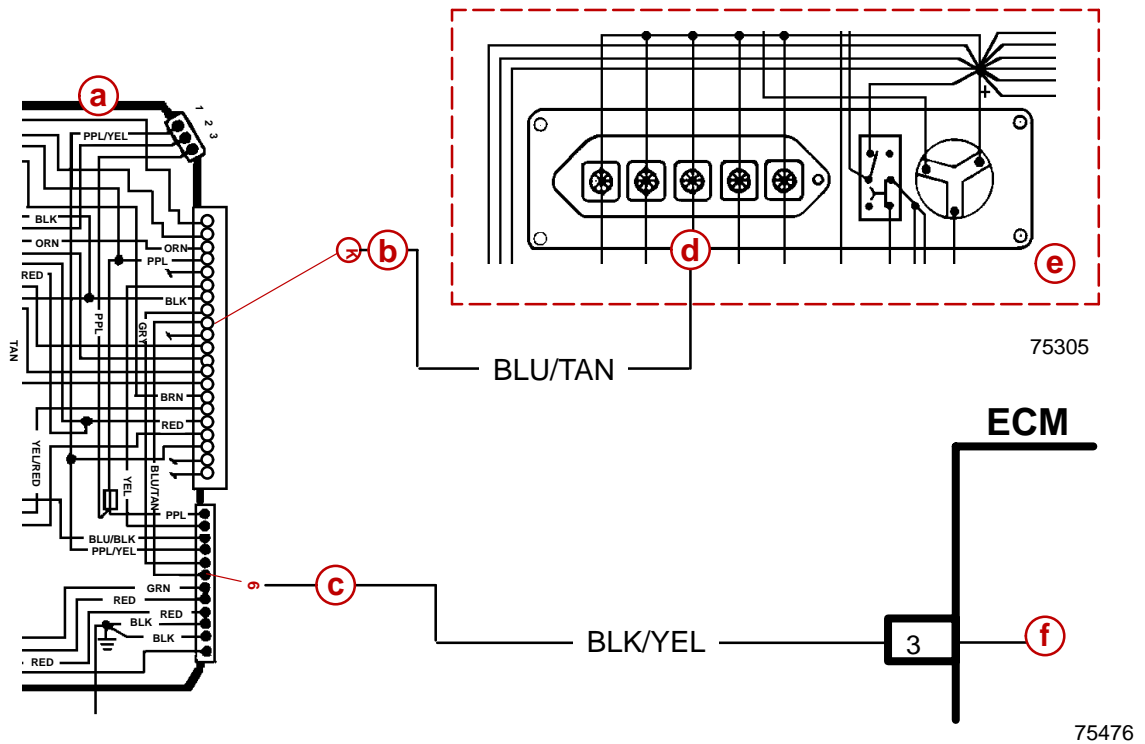 a
1
2
3
PPL/YEL
BLK
ORN
ORN
PPL
RED
BLK
PPL
GRY
TAN
BRN
RED
YEL/RED
YEL
BLU/TAN
PPL
BLU/BLK
PPL/YEL
GRN
RED
RED
BLK
BLK
RED
K
b
BLU/TAN
d
+
e
75305
ECM
6
c
BLK/YEL
3
f
75476